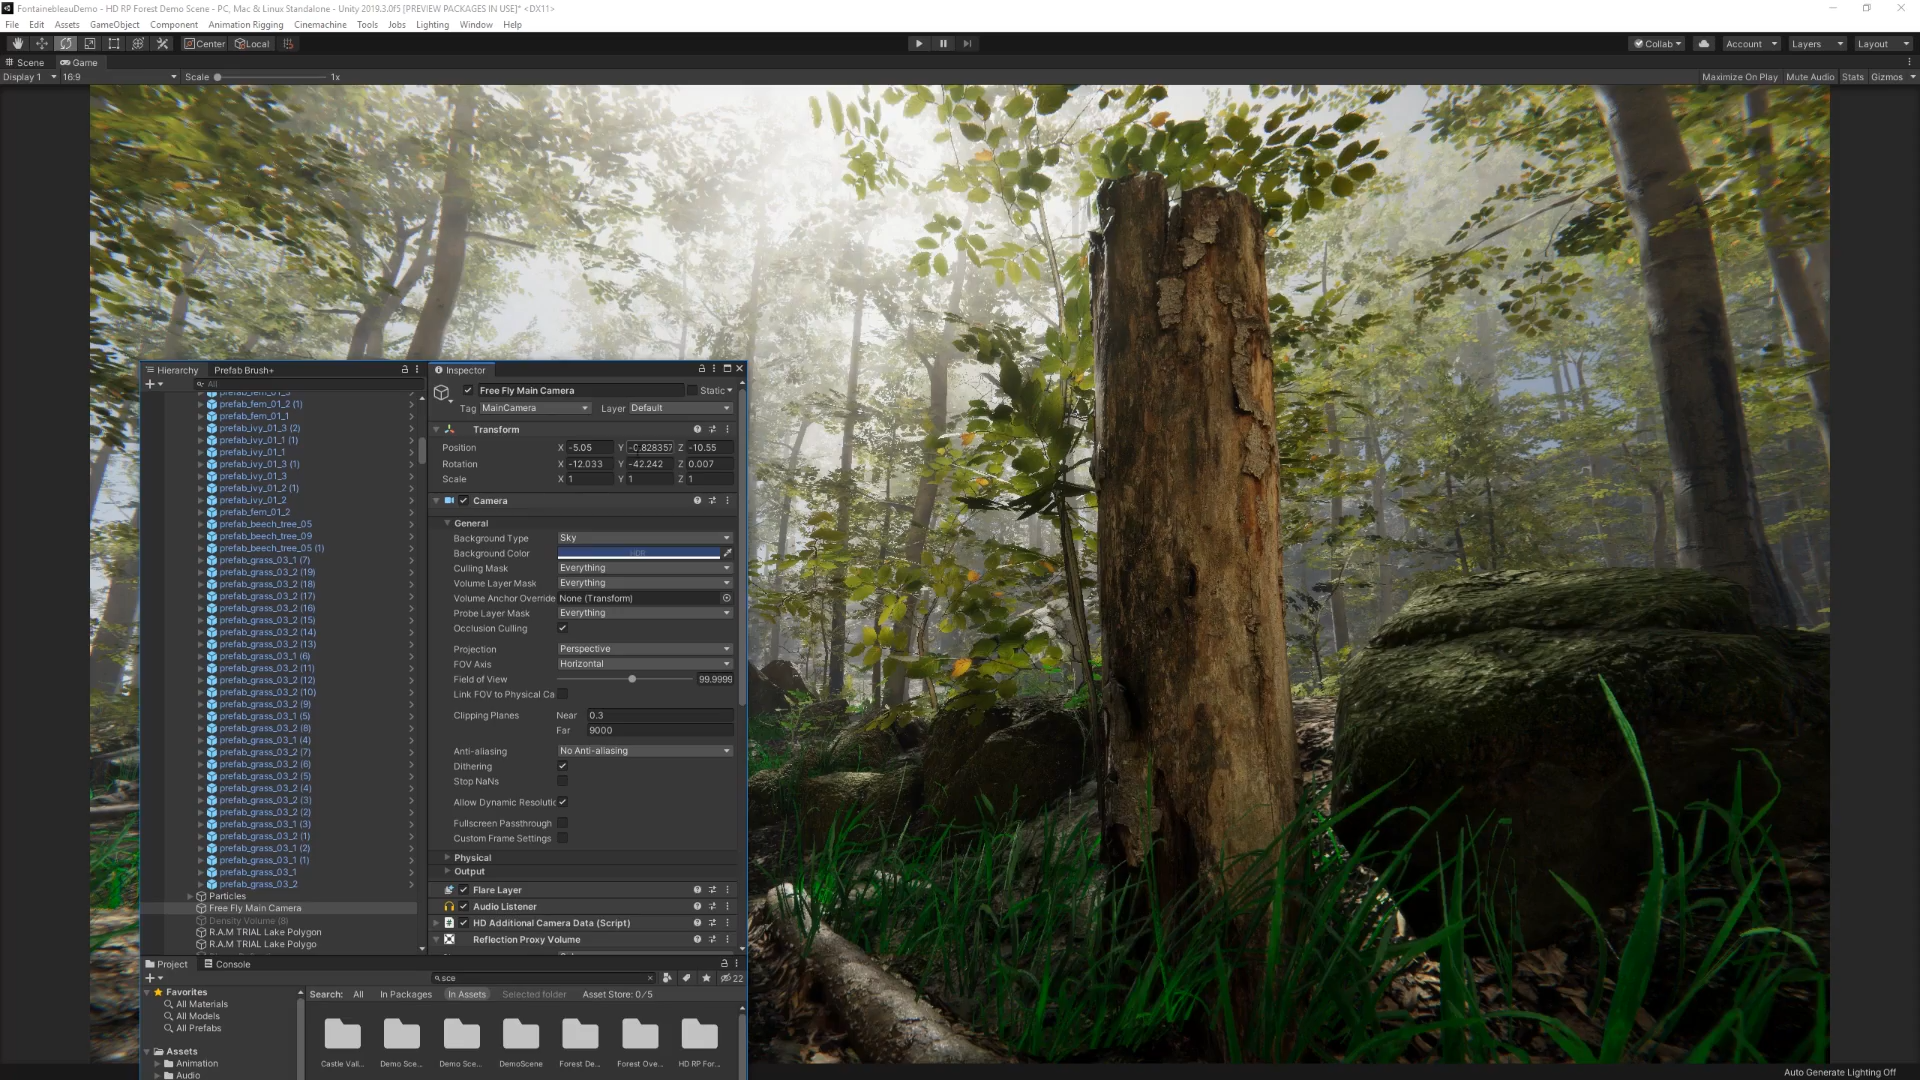 FontainebleauDemo - HD RP Forest Demo Scene - PC, Mac & Linux Standalone - Unity 2019.3.0f5 [PREVIEW PACKAGES IN USE]* <DX11>
File Edit Assets GameObject Component Animation Rigging Cinemachine Tools Jobs Lighting Window Help
Center Local Collab Account Layers Layout
Scene Game
Display 1 16:9 Scale 1x Maximize On Play Mute Audio Stats Gizmos
Hierarchy Prefab Brush+
All
prefab_fern_01_2 (1)
prefab_fern_01_1
prefab_ivy_01_3 (2)
prefab_ivy_01_1 (1)
prefab_ivy_01_1
prefab_ivy_01_3 (1)
prefab_ivy_01_3
prefab_ivy_01_2 (1)
prefab_ivy_01_2
prefab_fern_01_2
prefab_beech_tree_05
prefab_beech_tree_09
prefab_beech_tree_05 (1)
prefab_grass_03_1 (7)
prefab_grass_03_2 (19)
prefab_grass_03_2 (18)
prefab_grass_03_2 (17)
prefab_grass_03_2 (16)
prefab_grass_03_2 (15)
prefab_grass_03_2 (14)
prefab_grass_03_2 (13)
prefab_grass_03_1 (6)
prefab_grass_03_2 (11)
prefab_grass_03_2 (12)
prefab_grass_03_2 (10)
prefab_grass_03_2 (9)
prefab_grass_03_1 (5)
prefab_grass_03_2 (8)
prefab_grass_03_1 (4)
prefab_grass_03_2 (7)
prefab_grass_03_2 (6)
prefab_grass_03_2 (5)
prefab_grass_03_2 (4)
prefab_grass_03_2 (3)
prefab_grass_03_2 (2)
prefab_grass_03_1 (3)
prefab_grass_03_2 (1)
prefab_grass_03_1 (2)
prefab_grass_03_1 (1)
prefab_grass_03_1
prefab_grass_03_2
Particles
Free Fly Main Camera
Density Volume (8)
R.A.M TRIAL Lake Polygon
R.A.M TRIAL Lake Polygo
Inspector
Free Fly Main Camera Static
Tag MainCamera Layer Default
Transform
Position X -5.05 Y -0.828357 Z -10.55
Rotation X -12.033 Y -42.242 Z 0.007
Scale X 1 Y 1 Z 1
Camera
General
Background Type Sky
Background Color HDR
Culling Mask Everything
Volume Layer Mask Everything
Volume Anchor Override None (Transform)
Probe Layer Mask Everything
Occlusion Culling
Projection Perspective
FOV Axis Horizontal
Field of View 99.9999
Link FOV to Physical Ca
Clipping Planes Near 0.3
Far 9000
Anti-aliasing No Anti-aliasing
Dithering
Stop NaNs
Allow Dynamic Resolutic
Fullscreen Passthrough
Custom Frame Settings
Physical
Output
Flare Layer
Audio Listener
HD Additional Camera Data (Script)
Reflection Proxy Volume
Project Console
sce 22
Favorites
All Materials
All Models
All Prefabs
Assets
Animation
Audio
Search: All In Packages In Assets Selected folder Asset Store: 0/5
Castle Vall... Demo Sce... Demo Sce... DemoScene Forest De... Forest Ove... HD RP For...
Auto Generate Lighting Off